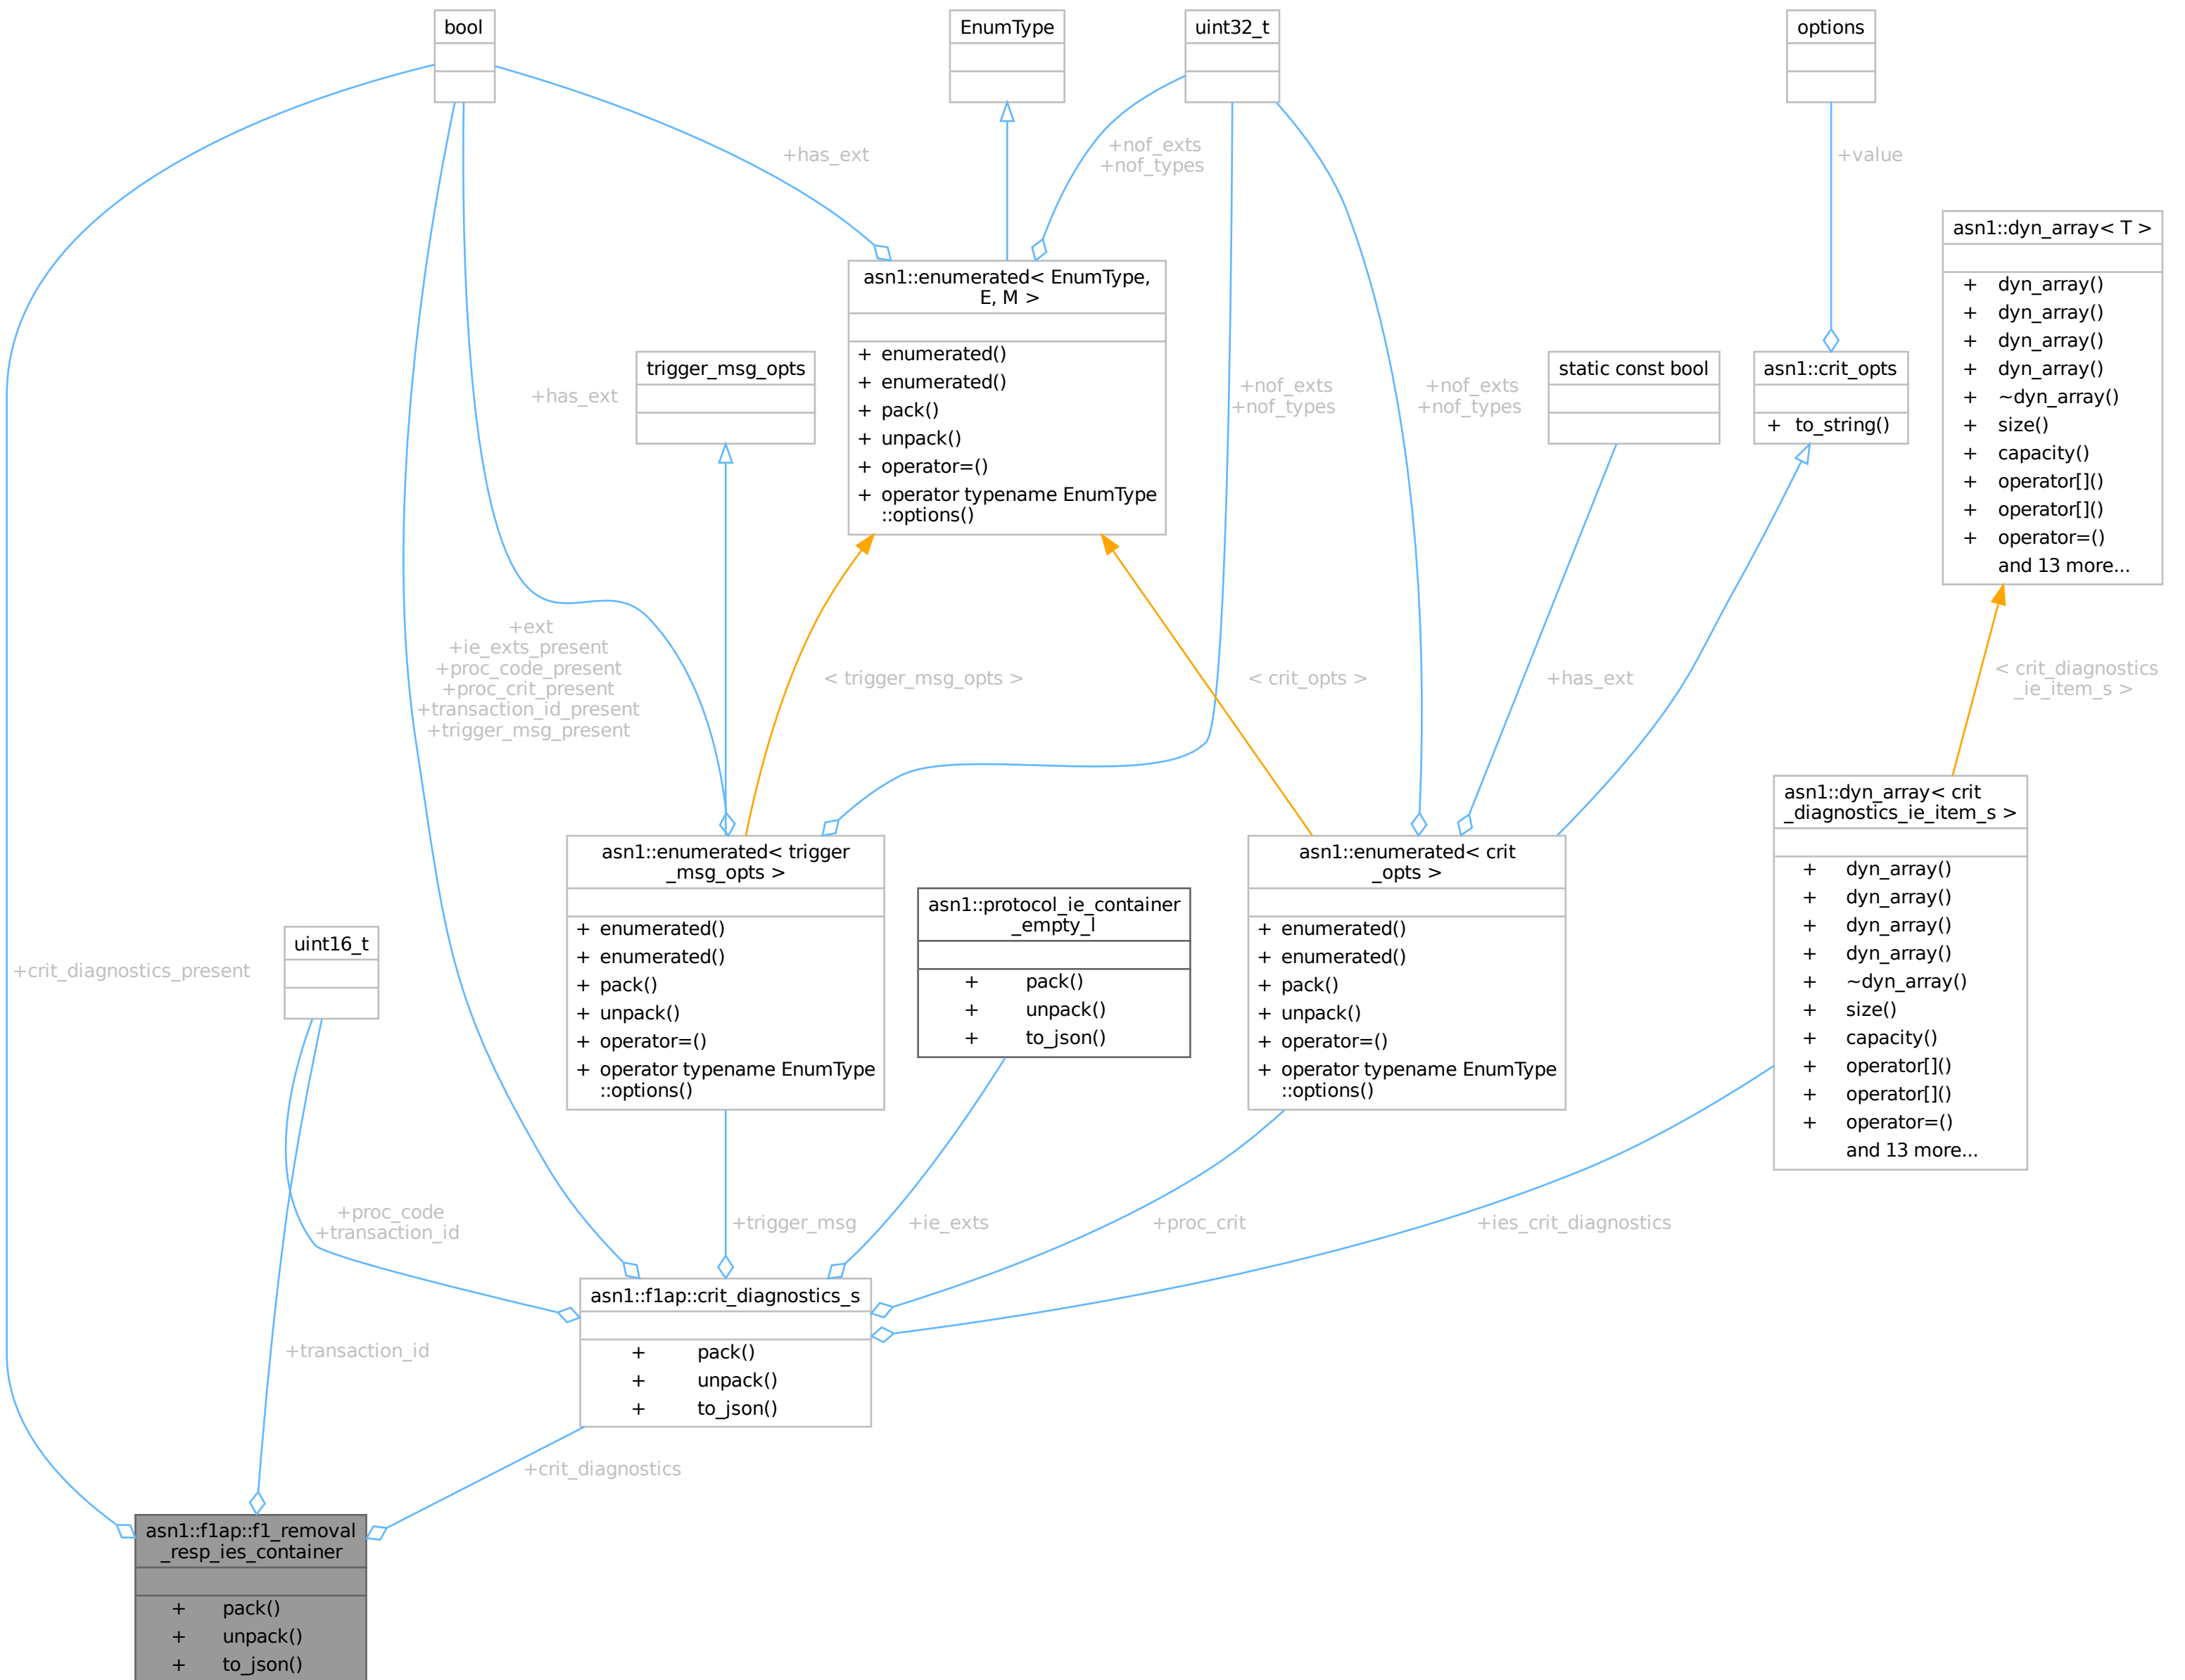 bool
EnumType
uint32_t
options
+has_ext
+nof_exts
+nof_types
+value
asn1::dyn_array< T >
+ dyn_array()
+ dyn_array()
+ dyn_array()
+ dyn_array()
+ ~dyn_array()
+ size()
+ capacity()
+ operator[]()
+ operator[]()
+ operator=()
and 13 more...
asn1::enumerated< EnumType,
E, M >
+ enumerated()
+ enumerated()
+ pack()
+ unpack()
+ operator=()
+ operator typename EnumType
::options()
trigger_msg_opts
static const bool
asn1::crit_opts
+ to_string()
+has_ext
+nof_exts
+nof_types
+nof_exts
+nof_types
+ext
+ie_exts_present
+proc_code_present
+proc_crit_present
+transaction_id_present
+trigger_msg_present
< trigger_msg_opts >
< crit_opts >
+has_ext
< crit_diagnostics
_ie_item_s >
asn1::dyn_array< crit
_diagnostics_ie_item_s >
+ dyn_array()
+ dyn_array()
+ dyn_array()
+ dyn_array()
+ ~dyn_array()
+ size()
+ capacity()
+ operator[]()
+ operator[]()
+ operator=()
and 13 more...
asn1::enumerated< trigger
_msg_opts >
+ enumerated()
+ enumerated()
+ pack()
+ unpack()
+ operator=()
+ operator typename EnumType
::options()
asn1::protocol_ie_container
_empty_l
+ pack()
+ unpack()
+ to_json()
asn1::enumerated< crit
_opts >
+ enumerated()
+ enumerated()
+ pack()
+ unpack()
+ operator=()
+ operator typename EnumType
::options()
uint16_t
+crit_diagnostics_present
+proc_code
+transaction_id
+trigger_msg
+ie_exts
+proc_crit
+ies_crit_diagnostics
asn1::f1ap::crit_diagnostics_s
+ pack()
+ unpack()
+ to_json()
+transaction_id
+crit_diagnostics
asn1::f1ap::f1_removal
_resp_ies_container
+ pack()
+ unpack()
+ to_json()